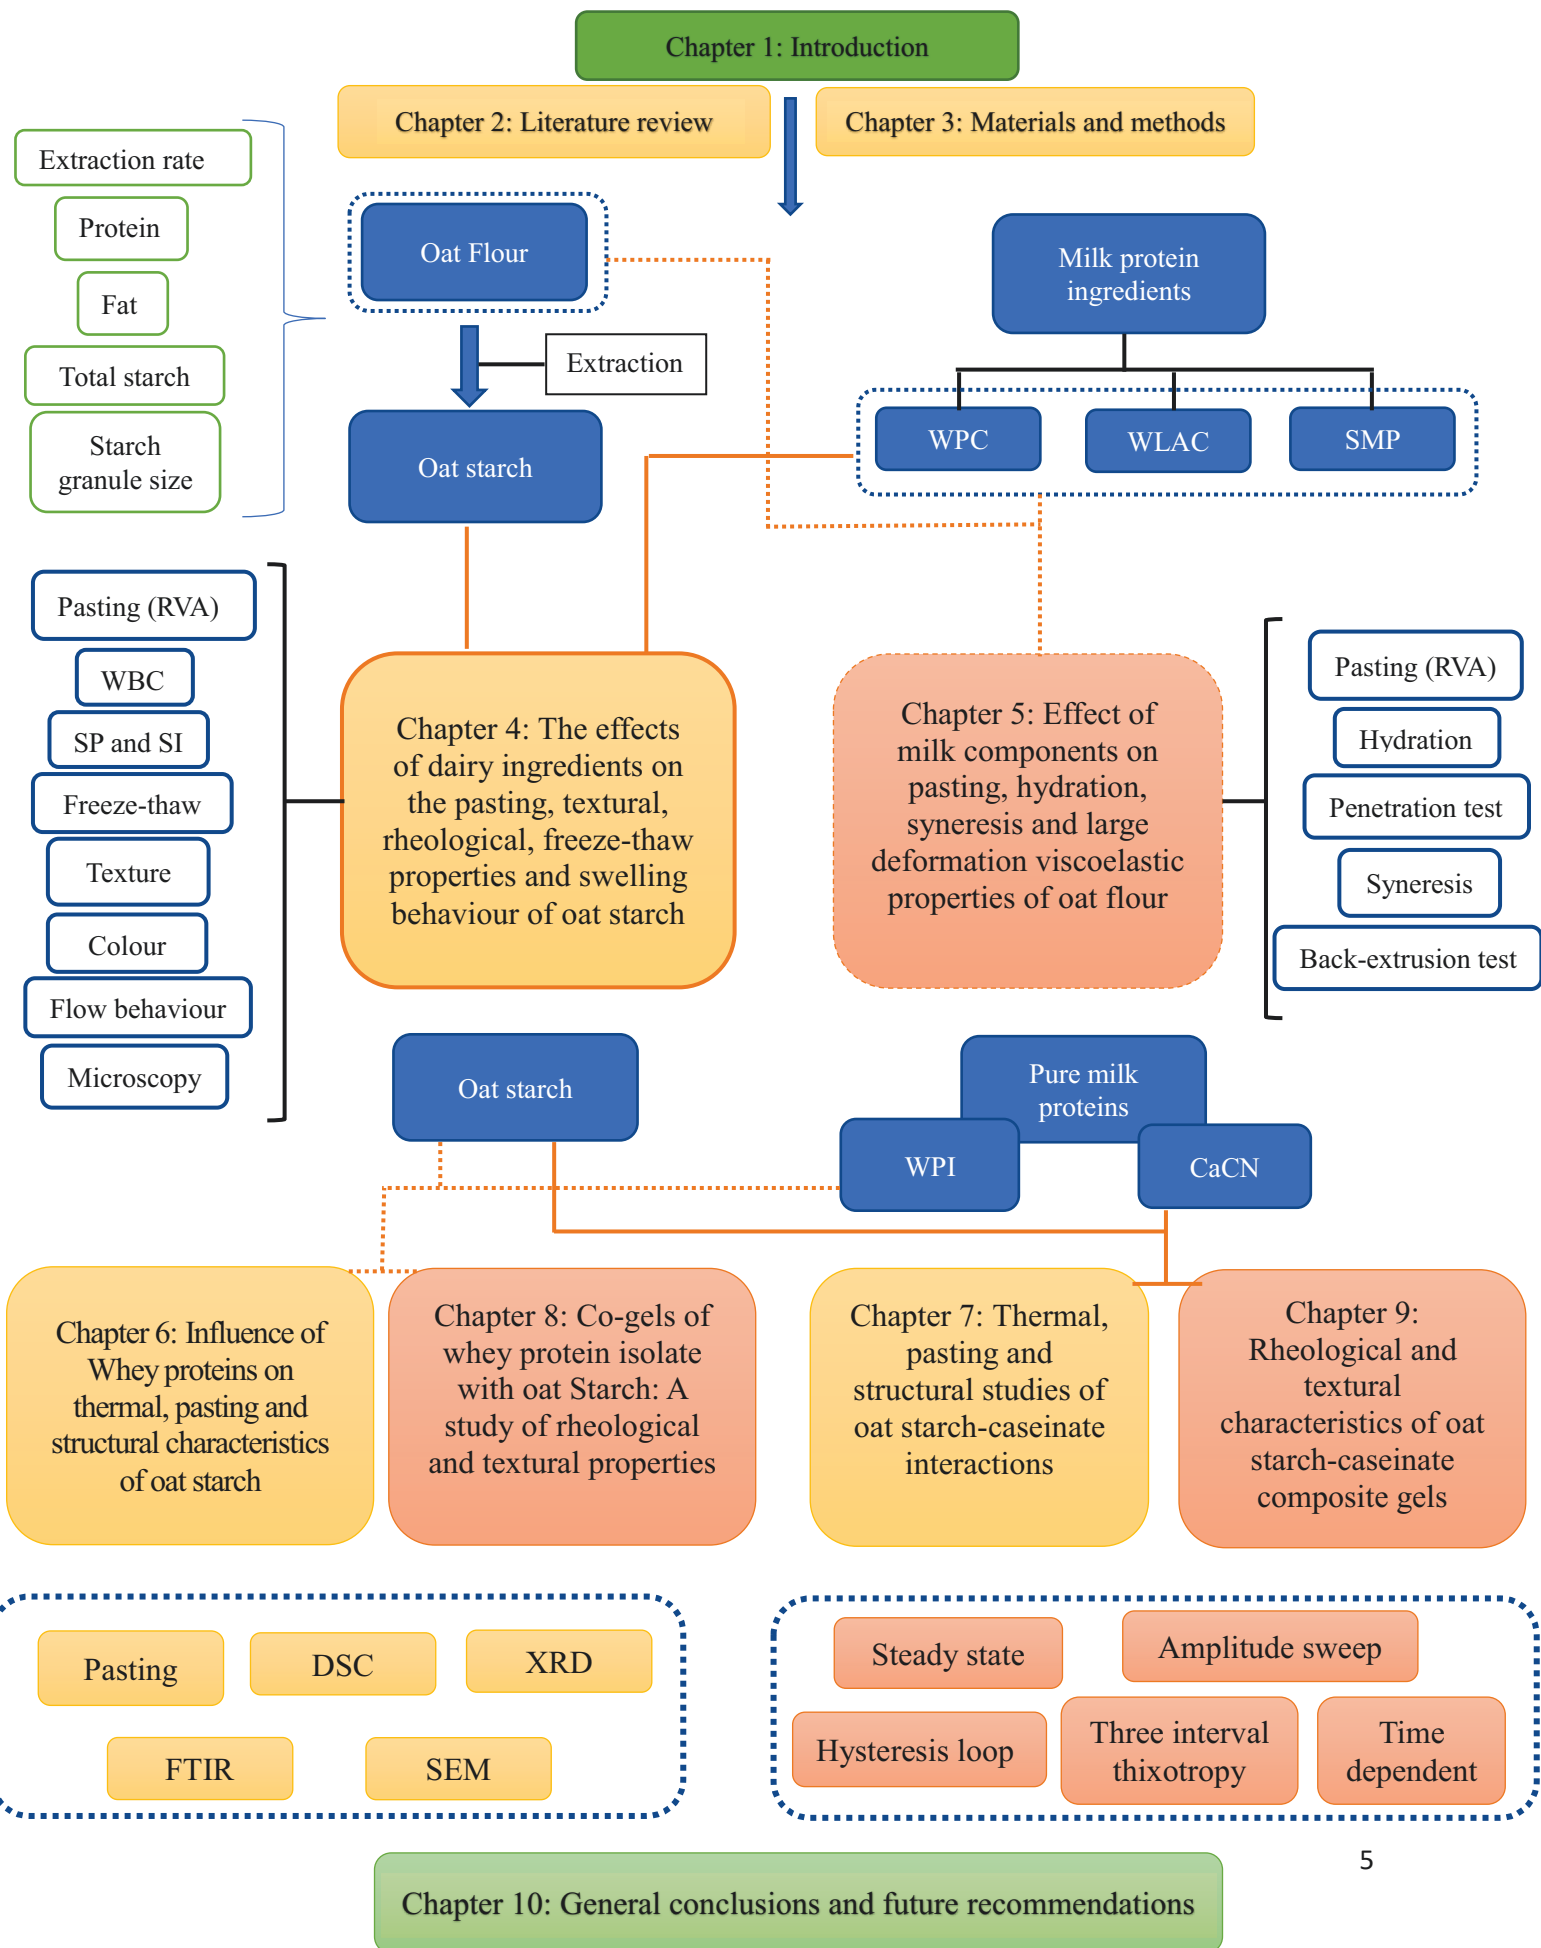 Chapter 1: Introduction
Chapter 2: Literature review
Chapter 3: Materials and methods
Extraction rate
Protein
Fat
Total starch
Starch
granule size
Oat Flour
Extraction
Oat starch
Milk protein
ingredients
WPC
WLAC
SMP
Pasting (RVA)
WBC
SP and SI
Freeze-thaw
Texture
Colour
Flow behaviour
Microscopy
Chapter 4: The effects
of dairy ingredients on
the pasting, textural,
rheological, freeze-thaw
properties and swelling
behaviour of oat starch
Chapter 5: Effect of
milk components on
pasting, hydration,
syneresis and large
deformation viscoelastic
properties of oat flour
Pasting (RVA)
Hydration
Penetration test
Syneresis
Back-extrusion test
Oat starch
Pure milk
proteins
WPI
CaCN
Chapter 6: Influence of
Whey proteins on
thermal, pasting and
structural characteristics
of oat starch
Chapter 8: Co-gels of
whey protein isolate
with oat Starch: A
study of rheological
and textural properties
Chapter 7: Thermal,
pasting and
structural studies of
oat starch-caseinate
interactions
Chapter 9:
Rheological and
textural
characteristics of oat
starch-caseinate
composite gels
Pasting
DSC
XRD
FTIR
SEM
Steady state
Amplitude sweep
Hysteresis loop
Three interval
thixotropy
Time
dependent
5
Chapter 10: General conclusions and future recommendations